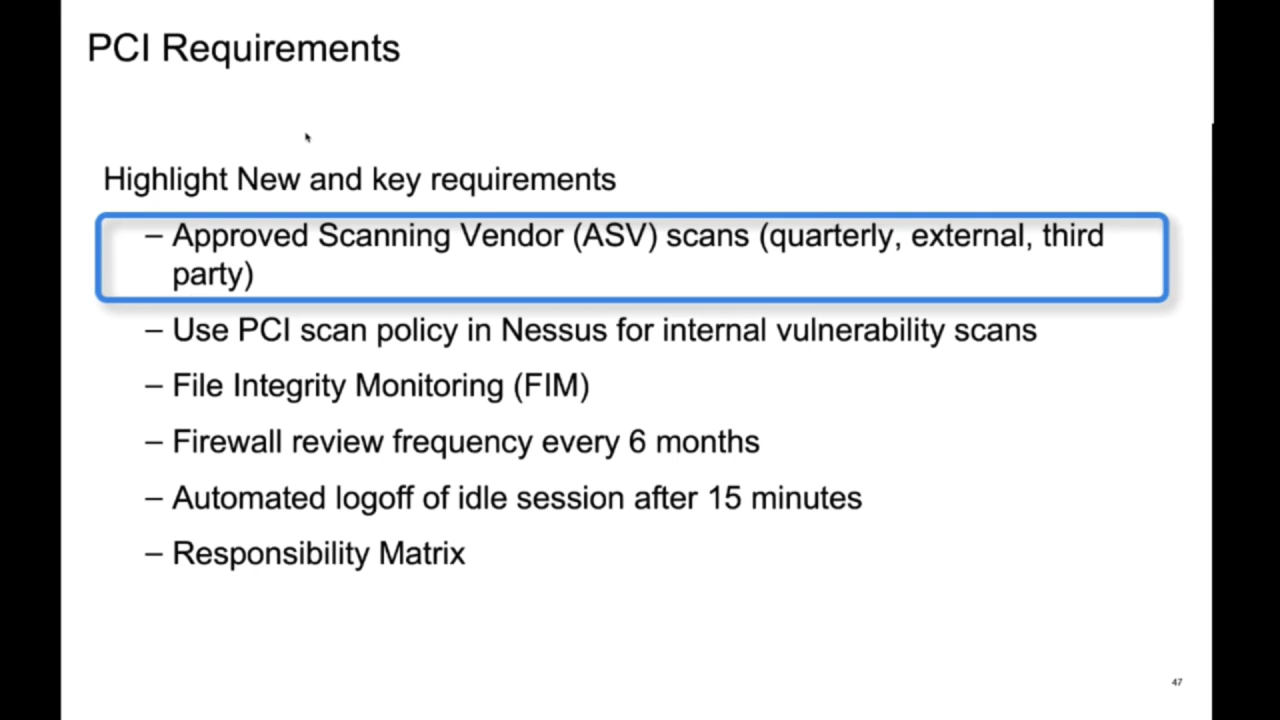 PCI Requirements
Highlight New and key requirements
– Approved Scanning Vendor (ASV) scans (quarterly, external, third
party)
– Use PCI scan policy in Nessus for internal vulnerability scans
– File Integrity Monitoring (FIM)
– Firewall review frequency every 6 months
– Automated logoff of idle session after 15 minutes
– Responsibility Matrix
47